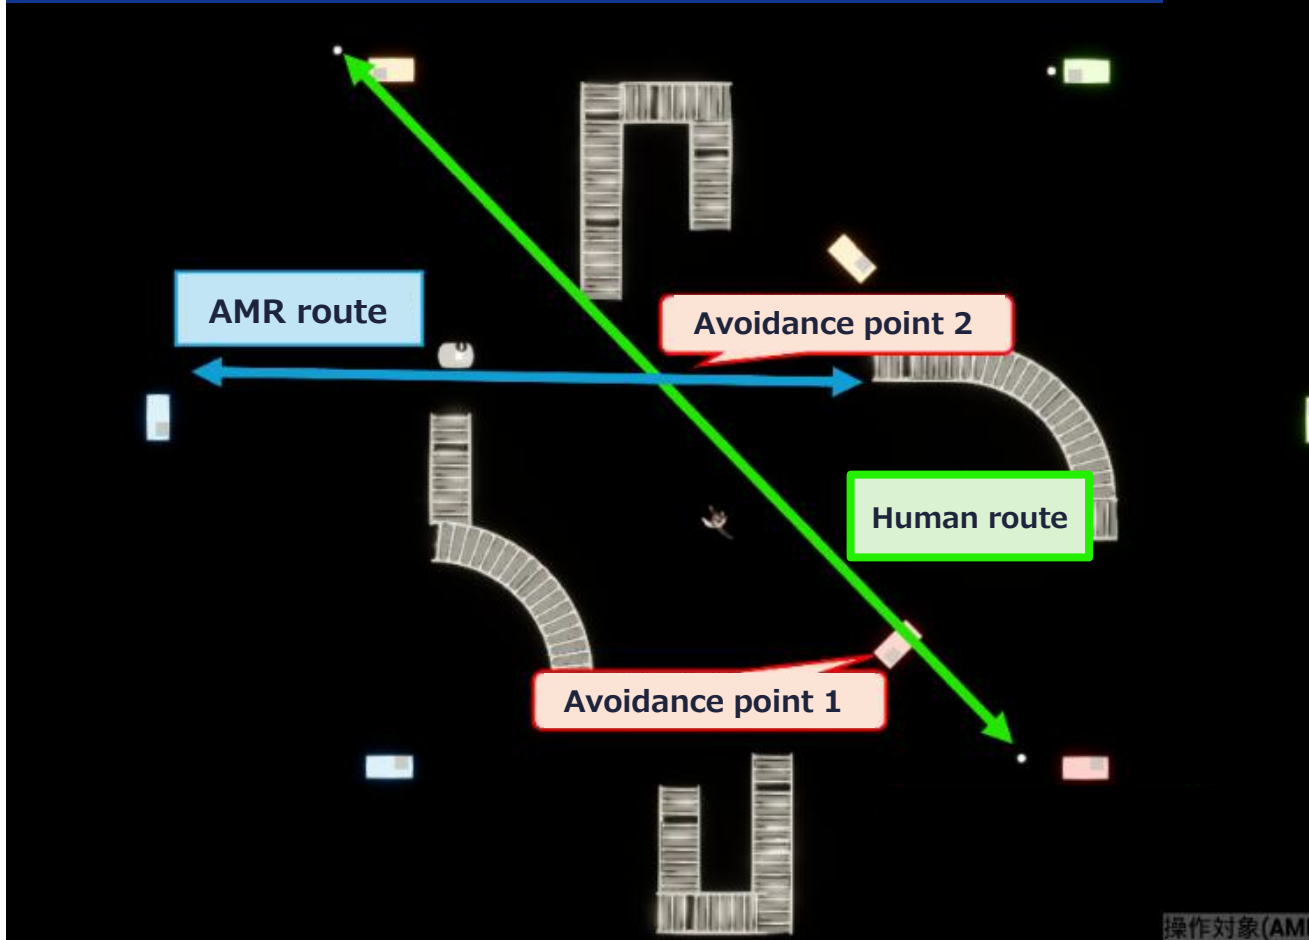 AMR route
Avoidance point 2
Human route
Avoidance point 1
操作対象(AM